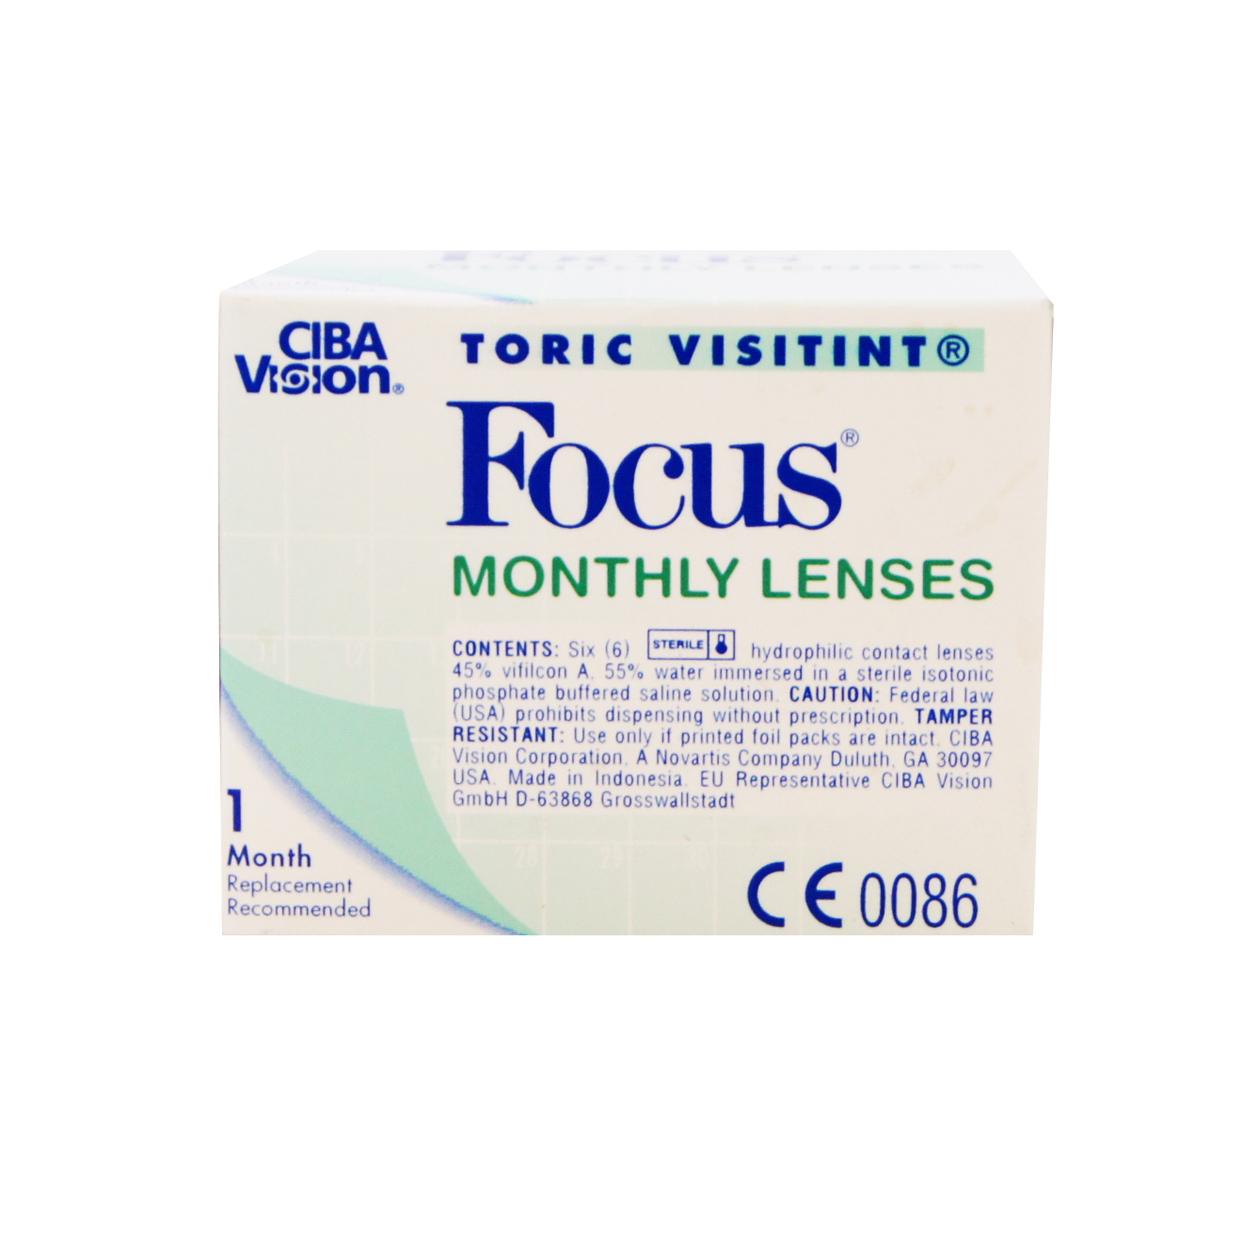 CIBA
Vision®
TORIC VISITINT®
Focus®
MONTHLY LENSES
CONTENTS: Six (6) STERILE hydrophilic contact lenses
45% vifilcon A, 55% water immersed in a sterile isotonic
phosphate buffered saline solution. CAUTION: Federal law
(USA) prohibits dispensing without prescription. TAMPER
RESISTANT: Use only if printed foil packs are intact. CIBA
Vision Corporation, A Novartis Company Duluth, GA 30097
USA. Made in Indonesia. EU Representative CIBA Vision
GmbH D-63868 Grosswallstadt
1
Month
Replacement
Recommended
CE 0086